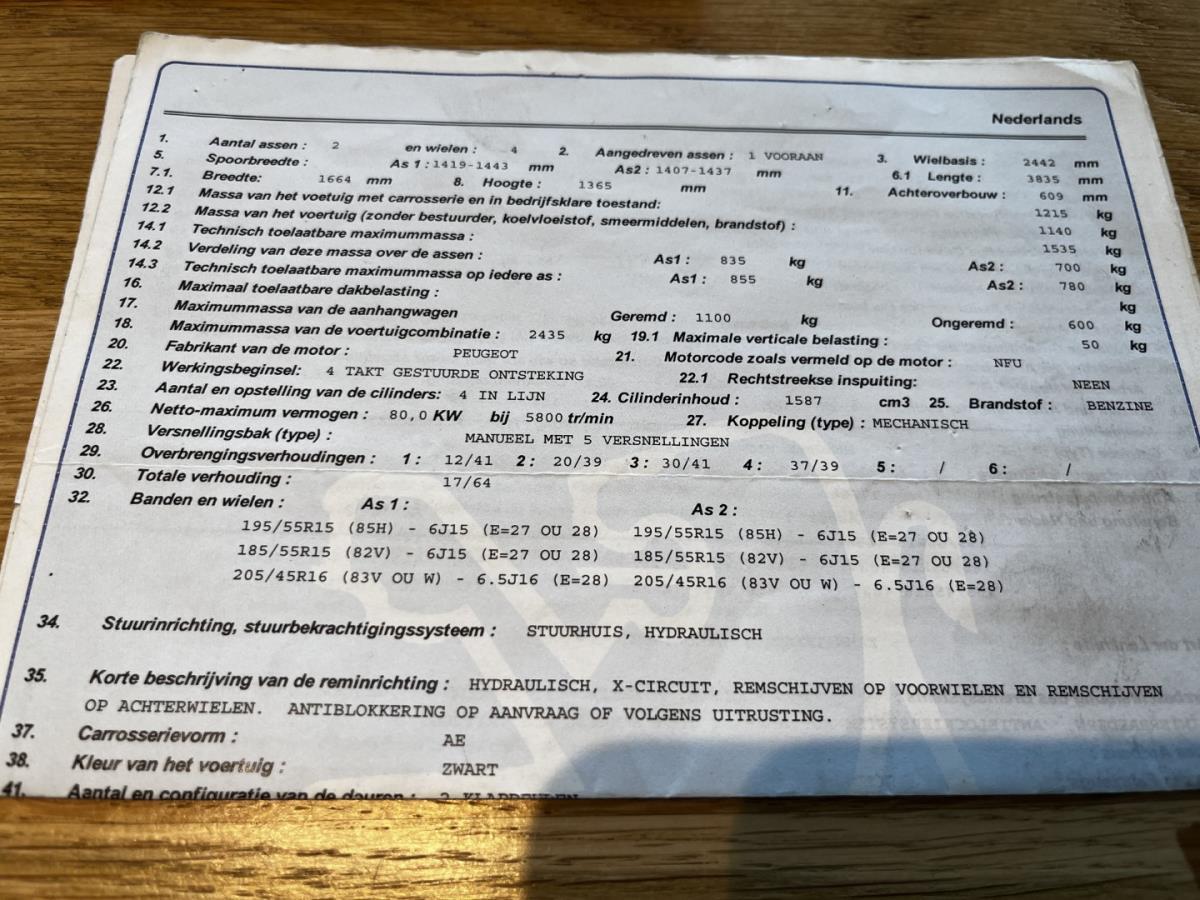 Nederlands
1. Aantal assen : 2 en wielen : 4 2. Aangedreven assen : 1 VOORAAN 3. Wielbasis : 2442 mm
5. Spoorbreedte : As 1 : 1419-1443 mm As2 : 1407-1437 mm 6.1 Lengte : 3835 mm
7.1. Breedte: 1664 mm 8. Hoogte : 1365 mm 11. Achteroverbouw : 609 mm
12.1 Massa van het voetuig met carrosserie en in bedrijfsklare toestand: 1215 kg
12.2 Massa van het voertuig (zonder bestuurder, koelvloeistof, smeermiddelen, brandstof) : 1140 kg
14.1 Technisch toelaatbare maximummassa : 1535 kg
14.2 Verdeling van deze massa over de assen : As1 : 835 kg As2 : 700 kg
14.3 Technisch toelaatbare maximummassa op iedere as : As1 : 855 kg As2 : 780 kg
16. Maximaal toelaatbare dakbelasting : kg
17. Maximummassa van de aanhangwagen Geremd : 1100 kg Ongeremd : 600 kg
18. Maximummassa van de voertuigcombinatie : 2435 kg 19.1 Maximale verticale belasting : 50 kg
20. Fabrikant van de motor : PEUGEOT 21. Motorcode zoals vermeld op de motor : NFU
22. Werkingsbeginsel: 4 TAKT GESTUURDE ONTSTEKING 22.1 Rechtstreekse inspuiting: NEEN
23. Aantal en opstelling van de cilinders: 4 IN LIJN 24. Cilinderinhoud : 1587 cm3 25. Brandstof : BENZINE
26. Netto-maximum vermogen : 80,0 KW bij 5800 tr/min 27. Koppeling (type) : MECHANISCH
28. Versnellingsbak (type) : MANUEEL MET 5 VERSNELLINGEN
29. Overbrengingsverhoudingen : 1 : 12/41 2 : 20/39 3 : 30/41 4 : 37/39 5 : / 6 : /
30. Totale verhouding : 17/64
32. Banden en wielen : As 1 : As 2 :
195/55R15 (85H) - 6J15 (E=27 OU 28) 195/55R15 (85H) - 6J15 (E=27 OU 28)
185/55R15 (82V) - 6J15 (E=27 OU 28) 185/55R15 (82V) - 6J15 (E=27 OU 28)
205/45R16 (83V OU W) - 6.5J16 (E=28) 205/45R16 (83V OU W) - 6.5J16 (E=28)
34. Stuurinrichting, stuurbekrachtigingssysteem : STUURHUIS, HYDRAULISCH
35. Korte beschrijving van de reminrichting : HYDRAULISCH, X-CIRCUIT, REMSCHIJVEN OP VOORWIELEN EN REMSCHIJVEN
OP ACHTERWIELEN. ANTIBLOKKERING OP AANVRAAG OF VOLGENS UITRUSTING.
37. Carrosserievorm : AE
38. Kleur van het voertuig : ZWART
41. Aantal en configuratie van de deuren :